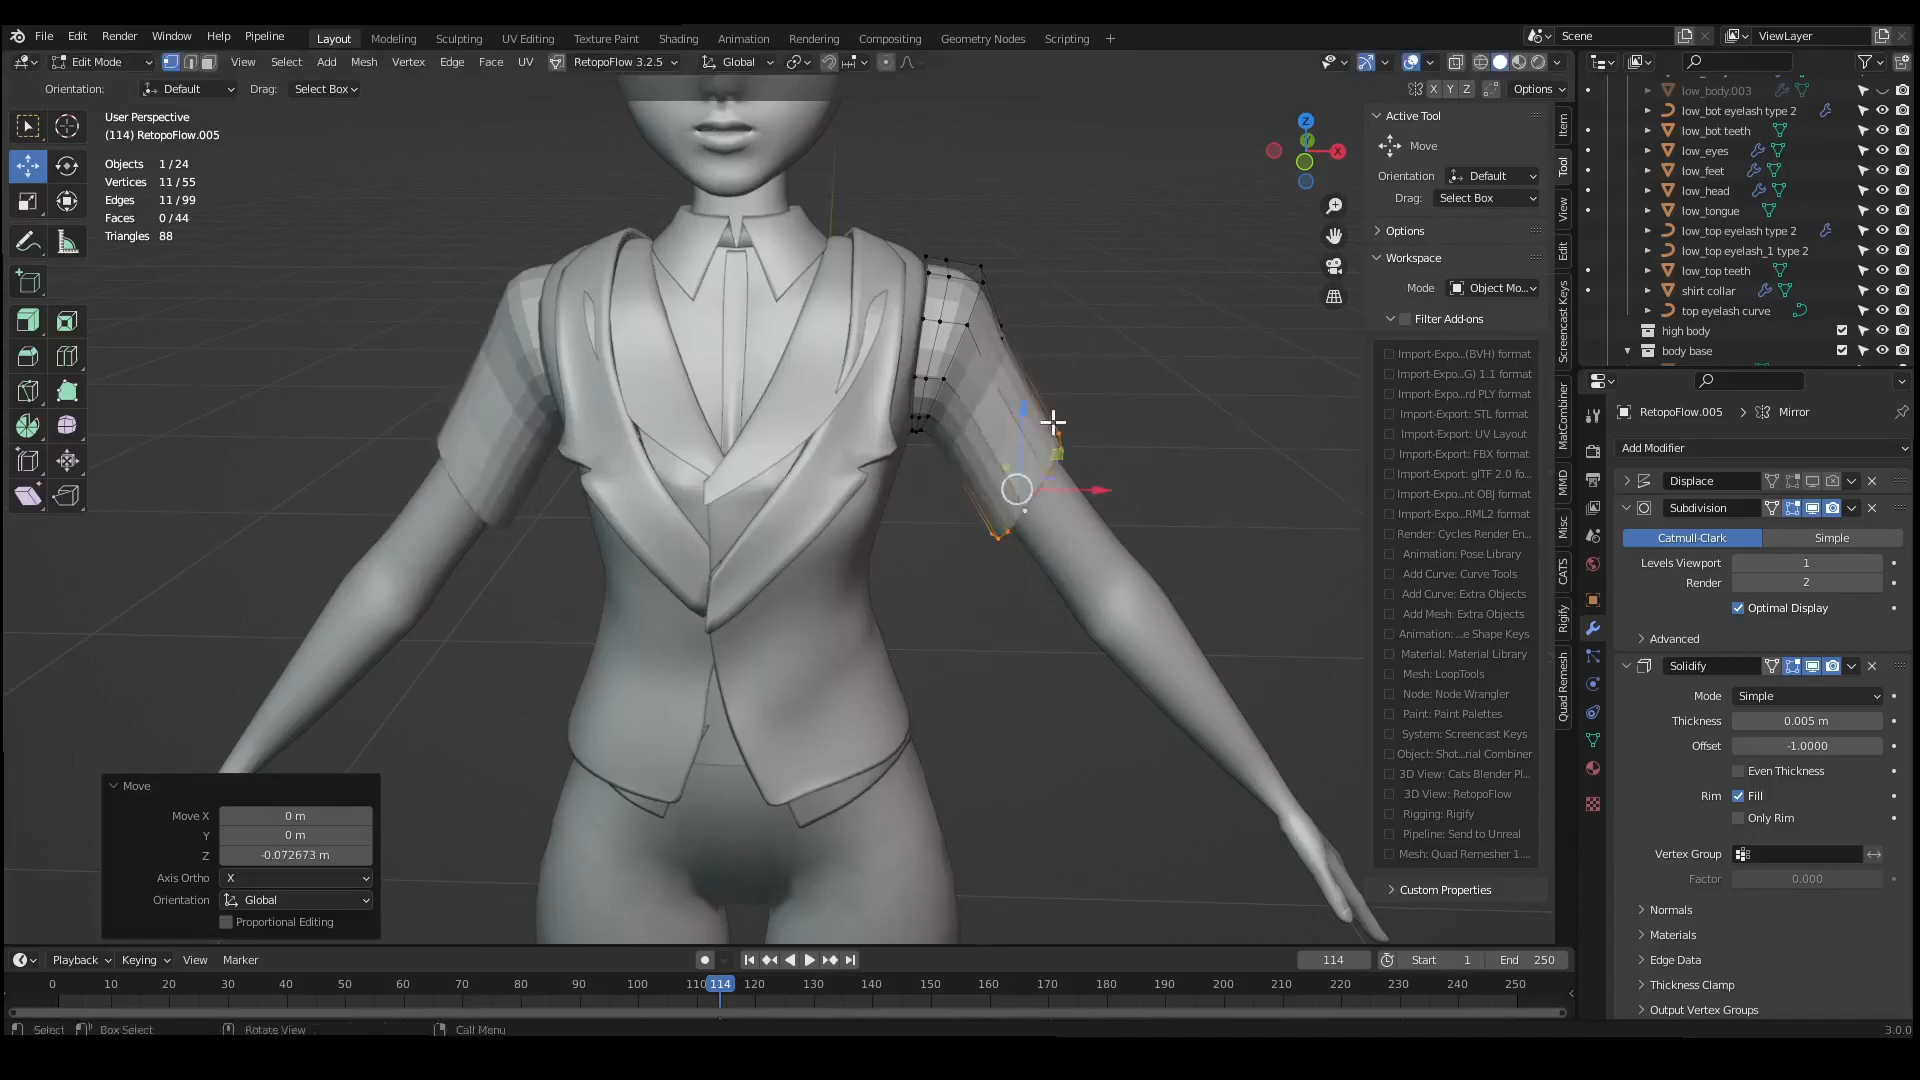 File Edit Render Window Help Pipeline Layout Modeling Sculpting UV Editing Texture Paint Shading Animation Rendering Compositing Geometry Nodes Scripting + Scene ViewLayer
Edit Mode View Select Add Mesh Vertex Edge Face UV RetopoFlow 3.2.5 Global
Orientation: Default Drag: Select Box X Y Z Options
User Perspective
(114) RetopoFlow.005
Objects 1 / 24
Vertices 11 / 55
Edges 11 / 99
Faces 0 / 44
Triangles 88
Z
X
Active Tool
Move
Orientation Default
Drag: Select Box
Options
Workspace
Mode Object Mo...
Filter Add-ons
Import-Expo...(BVH) format
Import-Expo...G) 1.1 format
Import-Expo...rd PLY format
Import-Export: STL format
Import-Export: UV Layout
Import-Export: FBX format
Import-Export: glTF 2.0 fo...
Import-Expo...nt OBJ format
Import-Expo...RML2 format
Render: Cycles Render En...
Animation: Pose Library
Add Curve: Curve Tools
Add Curve: Extra Objects
Add Mesh: Extra Objects
Animation: ...e Shape Keys
Material: Material Library
Mesh: LoopTools
Node: Node Wrangler
Paint: Paint Palettes
System: Screencast Keys
Object: Shot...rial Combiner
3D View: Cats Blender Pl...
3D View: RetopoFlow
Rigging: Rigify
Pipeline: Send to Unreal
Mesh: Quad Remesher 1....
Custom Properties
Item
Tool
View
Edit
Screencast Keys
MatCombiner
MMD
Misc
CATS
Rigify
Quad Remesh
low_body.003
low_bot eyelash type 2
low_bot teeth
low_eyes
low_feet
low_head
low_tongue
low_top eyelash type 2
low_top eyelash_1 type 2
low_top teeth
shirt collar
top eyelash curve
high body
body base
RetopoFlow.005 Mirror
Add Modifier
Displace
Subdivision
Catmull-Clark Simple
Levels Viewport 1
Render 2
Optimal Display
Advanced
Solidify
Mode Simple
Thickness 0.005 m
Offset -1.0000
Even Thickness
Rim Fill
Only Rim
Vertex Group
Factor 0.000
Normals
Materials
Edge Data
Thickness Clamp
Output Vertex Groups
Move
Move X 0 m
Y 0 m
Z -0.072673 m
Axis Ortho X
Orientation Global
Proportional Editing
Playback Keying View Marker 114 Start 1 End 250
0 10 20 30 40 50 60 70 80 90 100 110 114 120 130 140 150 160 170 180 190 200 210 220 230 240 250
Select Box Select Rotate View Call Menu 3.0.0